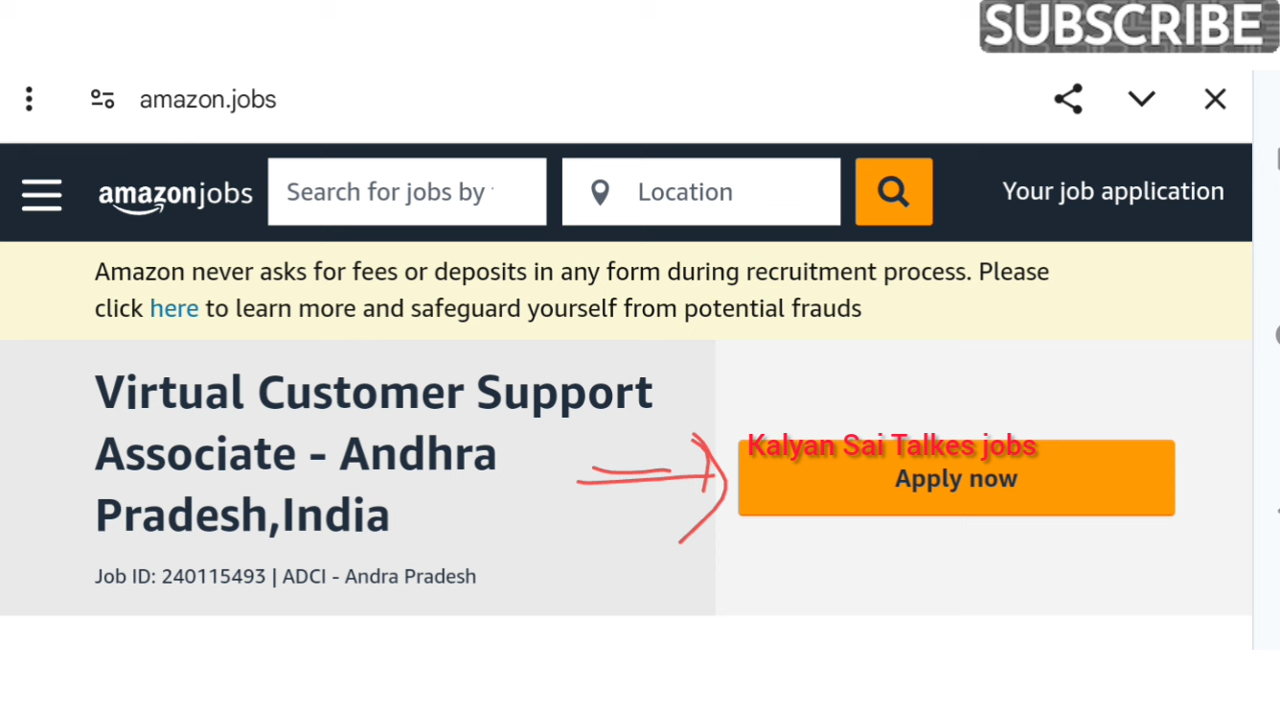 SUBSCRIBE
amazon.jobs
amazonjobs
Search for jobs by
Location
Your job application
Amazon never asks for fees or deposits in any form during recruitment process. Please
click here to learn more and safeguard yourself from potential frauds
Virtual Customer Support
Associate - Andhra
Pradesh,India
Kalyan Sai Talkes jobs
Apply now
Job ID: 240115493 | ADCI - Andra Pradesh